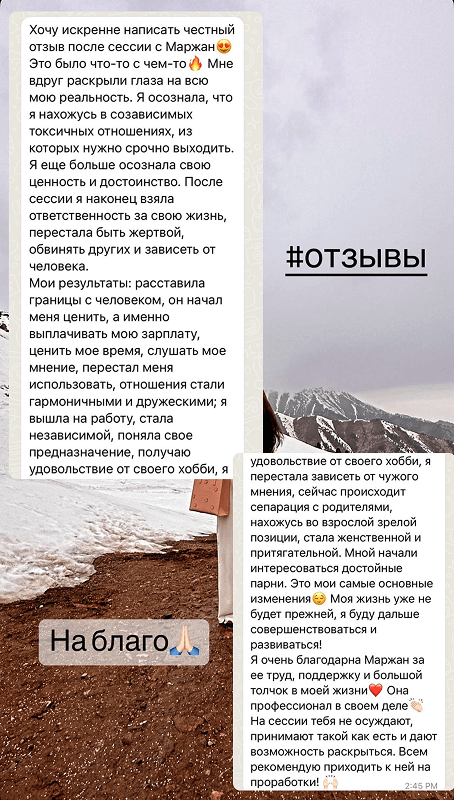 Хочу искренне написать честный
отзыв после сессии с Маржан😍
Это было что-то с чем-то🔥 Мне
вдруг раскрыли глаза на всю
мою реальность. Я осознала, что
я нахожусь в созависимых
токсичных отношениях, из
которых нужно срочно выходить.
Я еще больше осознала свою
ценность и достоинство. После
сессии я наконец взяла
ответственность за свою жизнь,
перестала быть жертвой,
обвинять других и зависеть от
человека.
Мои результаты: расставила
границы с человеком, он начал
меня ценить, а именно
выплачивать мою зарплату,
ценить мое время, слушать мое
мнение, перестал меня
использовать, отношения стали
гармоничными и дружескими; я
вышла на работу, стала
независимой, поняла свое
предназначение, получаю
удовольствие от своего хобби, я
#отзывы
удовольствие от своего хобби, я
перестала зависеть от чужого
мнения, сейчас происходит
сепарация с родителями,
нахожусь во взрослой зрелой
позиции, стала женственной и
притягательной. Мной начали
интересоваться достойные
парни. Это мои самые основные
изменения😌 Моя жизнь уже не
будет прежней, я буду дальше
совершенствоваться и
развиваться!
Я очень благодарна Маржан за
ее труд, поддержку и большой
толчок в моей жизни❤️ Она
профессионал в своем деле👏🏻
На сессии тебя не осуждают,
принимают такой как есть и дают
возможность раскрыться. Всем
рекомендую приходить к ней на
проработки! 🙌🏻
2:45 PM
На благо🙏🏻